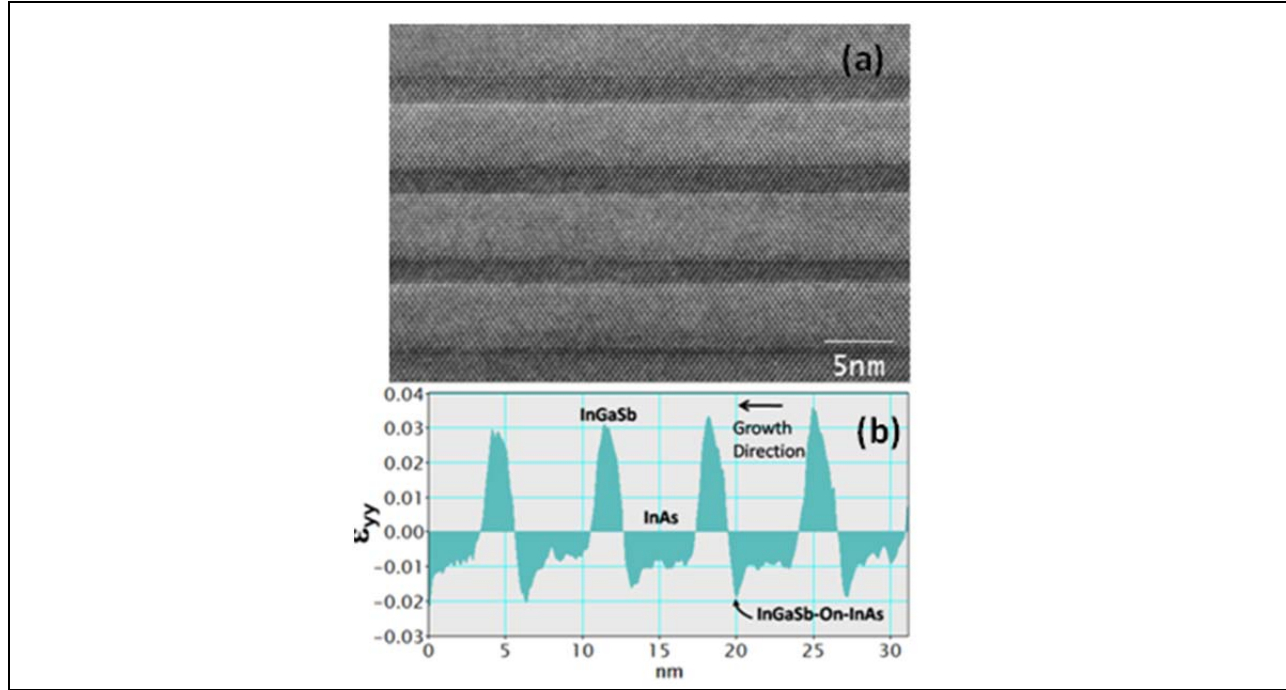 (a)
5nm
0.04
0.03
0.02
0.01
0.00
-0.01
-0.02
-0.03
εyy
InGaSb
InAs
Growth
Direction
(b)
InGaSb-On-InAs
0 5 10 15 20 25 30
nm